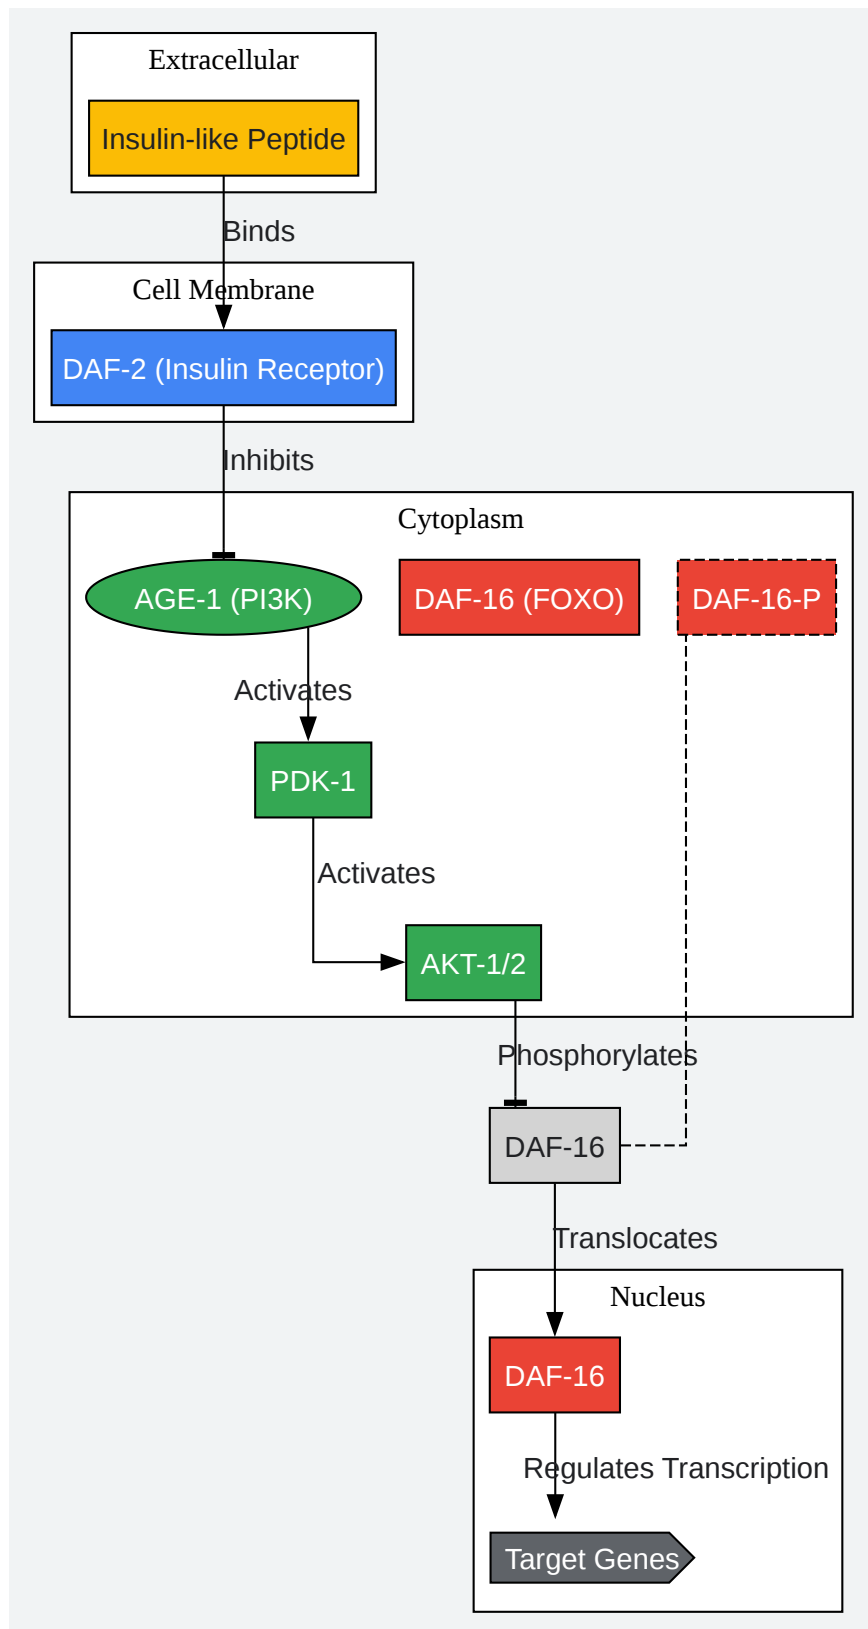 Extracellular
Insulin-like Peptide
Binds
Cell Membrane
DAF-2 (Insulin Receptor)
Inhibits
Cytoplasm
AGE-1 (PI3K)
DAF-16 (FOXO)
DAF-16-P
Activates
PDK-1
Activates
AKT-1/2
Phosphorylates
DAF-16
Translocates
Nucleus
DAF-16
Regulates Transcription
Target Genes